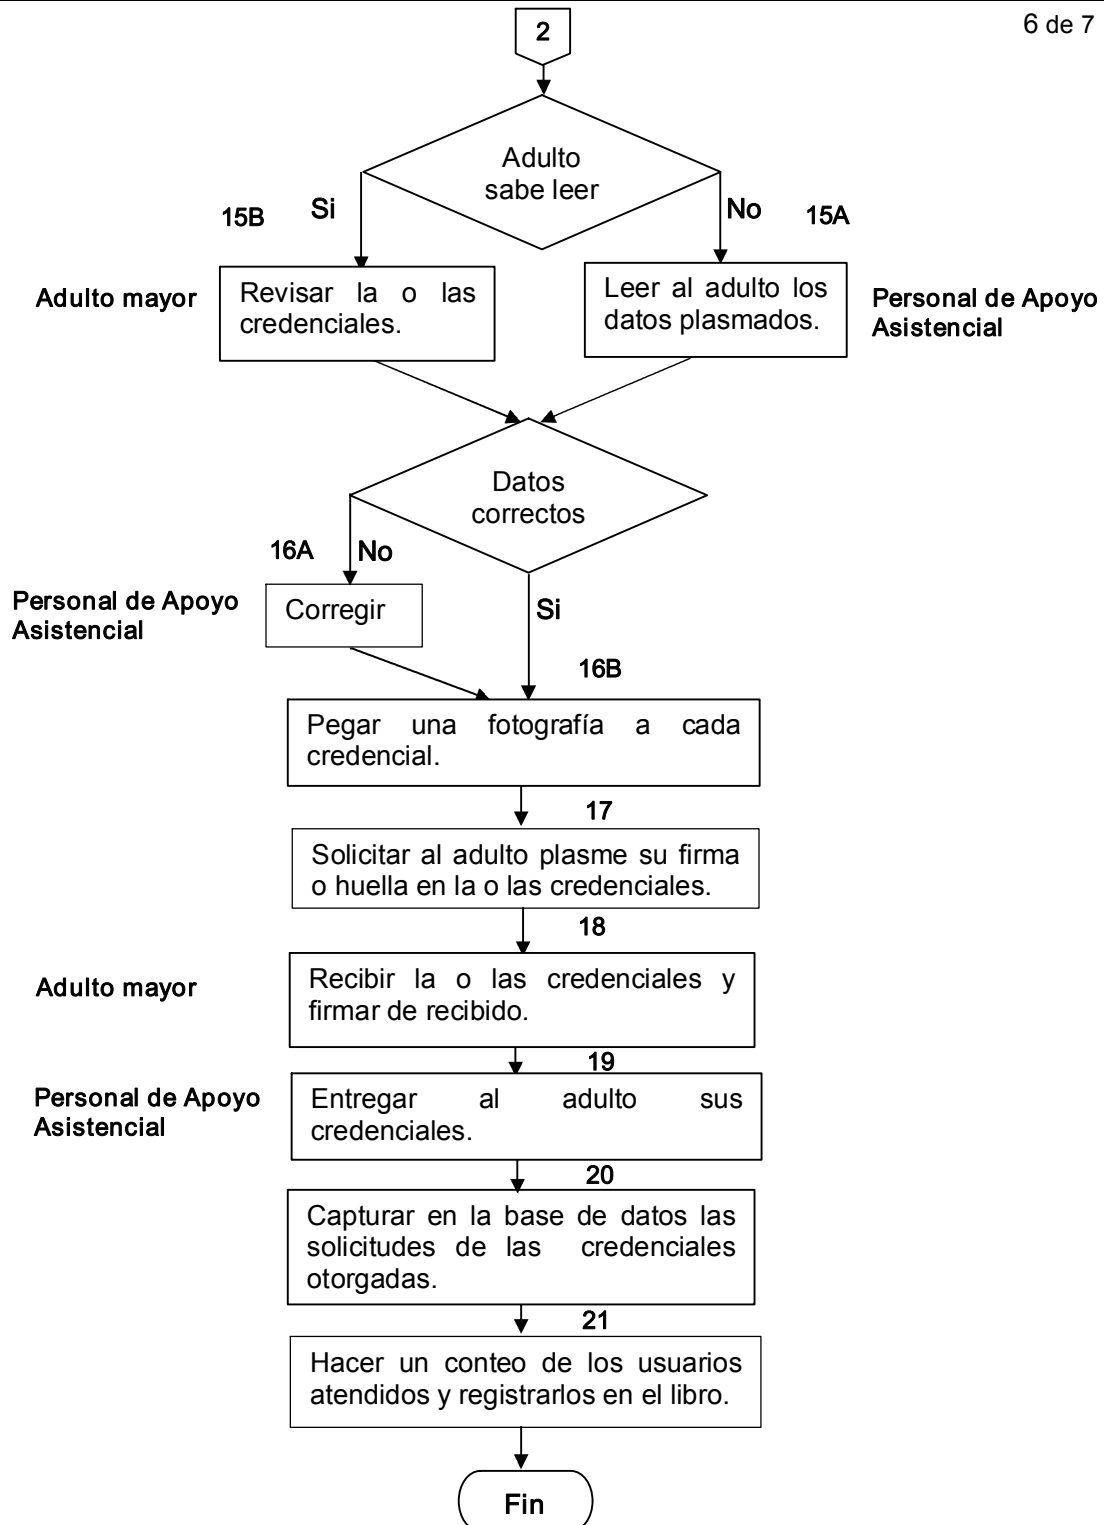 6 de 7
2
Adulto
sabe leer
15B
Si
No
15A
Adulto mayor
Revisar la o las
credenciales.
Leer al adulto los
datos plasmados.
Personal de Apoyo
Asistencial
Datos
correctos
16A
No
Personal de Apoyo
Asistencial
Corregir
Si
16B
Pegar una fotografía a cada
credencial.
17
Solicitar al adulto plasme su firma
o huella en la o las credenciales.
18
Adulto mayor
Recibir la o las credenciales y
firmar de recibido.
19
Personal de Apoyo
Asistencial
Entregar al adulto sus
credenciales.
20
Capturar en la base de datos las
solicitudes de las credenciales
otorgadas.
21
Hacer un conteo de los usuarios
atendidos y registrarlos en el libro.
Fin